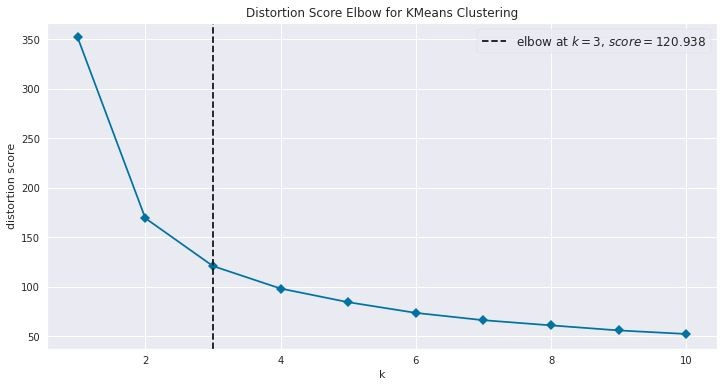 Distortion Score Elbow for KMeans Clustering
elbow at k = 3, score = 120.938
350
300
250
200
150
100
50
distortion score
2 4 6 8 10
k